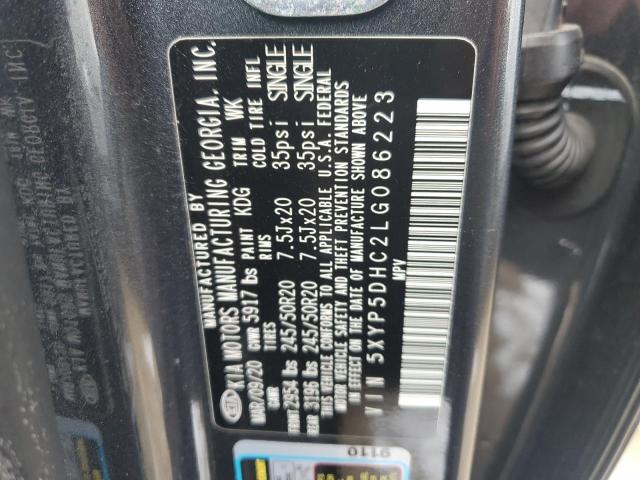 MANUFACTURED BY
KIA KIA MOTORS MANUFACTURING GEORGIA, INC.
MAR/09/20 GVWR 5917 lbs PAINT KDG TRIM WK
GAWR TIRES RIMS COLD TIRE INFL
FRONT 2954 lbs 245/50R20 7.5Jx20 35psi SINGLE
REAR 3196 lbs 245/50R20 7.5Jx20 35psi SINGLE
THIS VEHICLE CONFORMS TO ALL APPLICABLE U.S.A. FEDERAL
MOTOR VEHICLE SAFETY AND THEFT PREVENTION STANDARDS
IN EFFECT ON THE DATE OF MANUFACTURE SHOWN ABOVE
VIN 5XYP5DHC2LG086223
MPV
9110